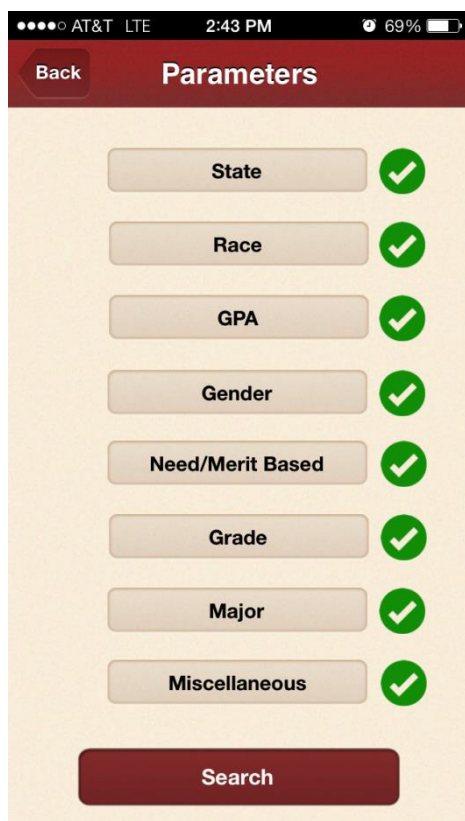 AT&T LTE 2:43 PM 69%
Back Parameters
State
Race
GPA
Gender
Need/Merit Based
Grade
Major
Miscellaneous
Search